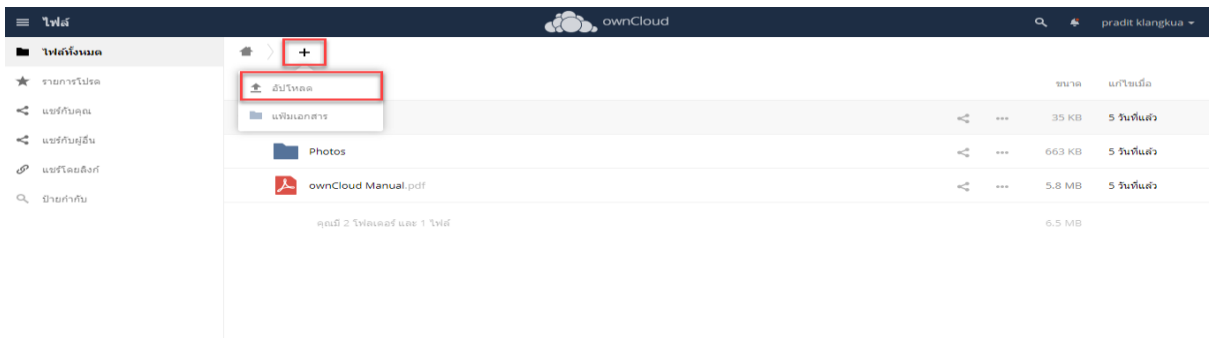 ไฟล์
ownCloud
pradit klangkua
ไฟล์ทั้งหมด
รายการโปรด
แชร์กับคุณ
แชร์กับผู้อื่น
แชร์โดยลิงก์
ป้ายกำกับ
+
อัปโหลด
แฟ้มเอกสาร
ขนาด แก้ไขเมื่อ
35 KB 5 วันที่แล้ว
Photos 663 KB 5 วันที่แล้ว
ownCloud Manual.pdf 5.8 MB 5 วันที่แล้ว
คุณมี 2 โฟลเดอร์ และ 1 ไฟล์ 6.5 MB